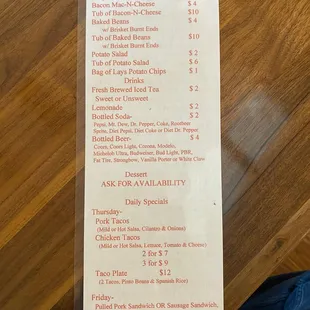 Bacon Mac-N-Cheese $ 4
Tub of Bacon-N-Cheese $10
Baked Beans $ 4
w/ Brisket Burnt Ends
Tub of Baked Beans $10
w/ Brisket Burnt Ends
Potato Salad $ 2
Tub of Potato Salad $ 6
Bag of Lays Potato Chips $ 1
Drinks
Fresh Brewed Iced Tea $ 2
Sweet or Unsweet
Lemonade $ 2
Bottled Soda- $ 2
Pepsi, Mt. Dew, Dr. Pepper, Coke, Rootbeer
Sprite, Diet Pepsi, Diet Coke or Diet Dr. Pepper
Bottled Beer- $ 4
Coors, Coors Light, Corona, Modelo,
Michelob Ultra, Budweiser, Bud Light, PBR,
Fat Tire, Strongbow, Vanilla Porter or White Claw
Dessert
ASK FOR AVAILABILITY
Daily Specials
Thursday-
Pork Tacos
(Mild or Hot Salsa, Cilantro & Onions)
Chicken Tacos
(Mild or Hot Salsa, Lettuce, Tomato & Cheese)
2 for $ 7
3 for $ 9
Taco Plate $12
(2 Tacos, Pinto Beans & Spanish Rice)
Friday-
Pulled Pork Sandwich OR Sausage Sandwich,